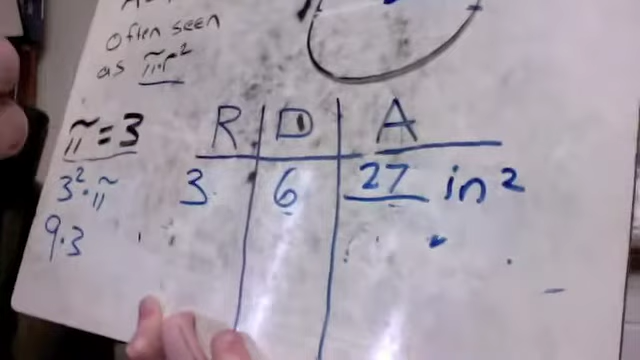 often seen
as π·r²
π = 3
3²·π
9·3
R D A
3 6 27 in²